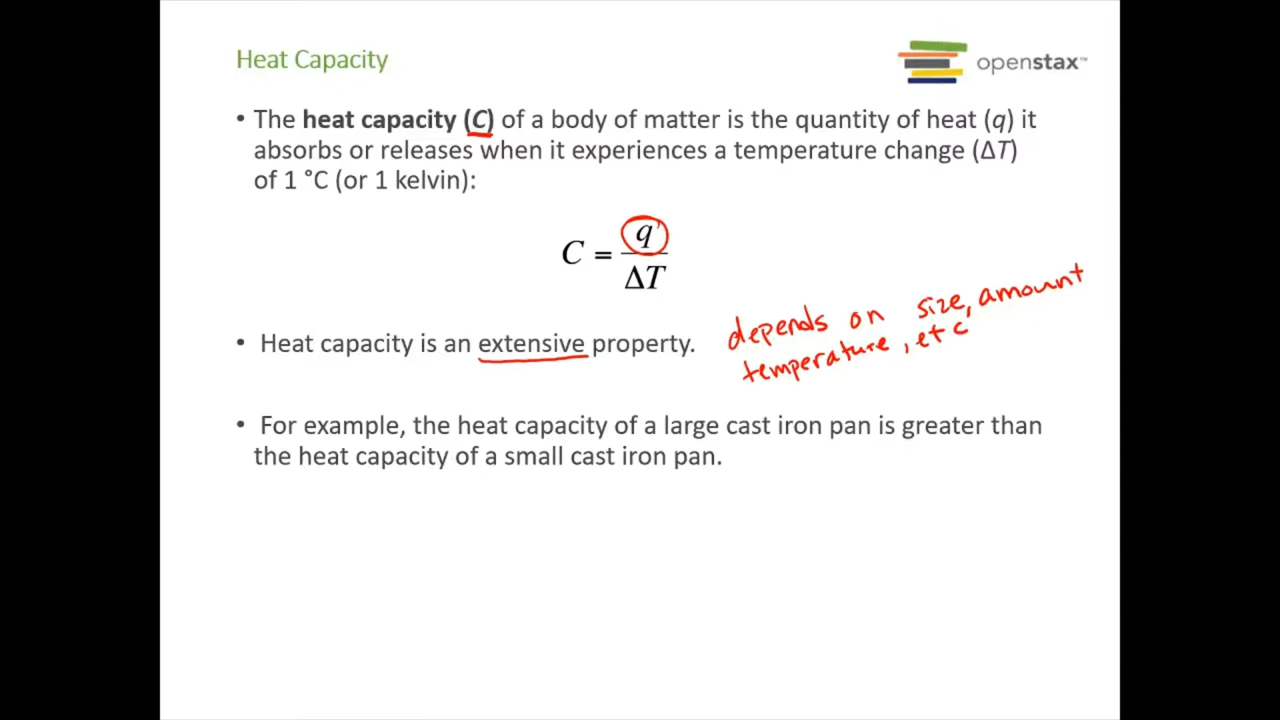 Heat Capacity
openstax™
• The heat capacity (C) of a body of matter is the quantity of heat (q) it
absorbs or releases when it experiences a temperature change (ΔT)
of 1 °C (or 1 kelvin):
C = q / ΔT
• Heat capacity is an extensive property.
depends on size, amount
temperature, etc
• For example, the heat capacity of a large cast iron pan is greater than
the heat capacity of a small cast iron pan.